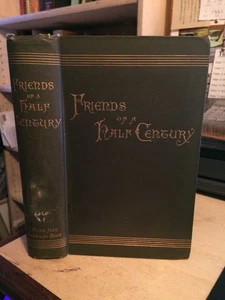 FRIENDS
OF A
HALF
CENTURY
FRIENDS
OF A
HALF CENTURY